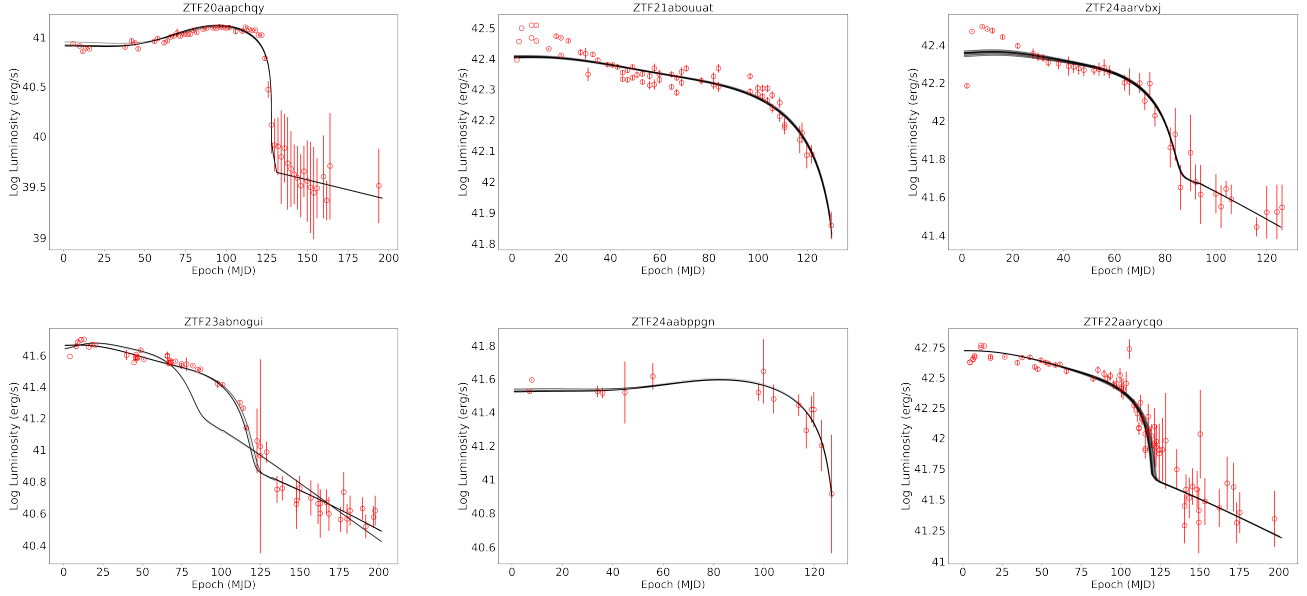 ZTF20aapchqy
Log Luminosity (erg/s)
41
40.5
40
39.5
39
0 25 50 75 100 125 150 175 200
Epoch (MJD)
ZTF21abouuat
Log Luminosity (erg/s)
42.5
42.4
42.3
42.2
42.1
42
41.9
41.8
0 20 40 60 80 100 120
Epoch (MJD)
ZTF24aarvbxj
Log Luminosity (erg/s)
42.4
42.2
42
41.8
41.6
41.4
0 20 40 60 80 100 120
Epoch (MJD)
ZTF23abnogui
Log Luminosity (erg/s)
41.6
41.4
41.2
41
40.8
40.6
40.4
0 25 50 75 100 125 150 175 200
Epoch (MJD)
ZTF24aabppgn
Log Luminosity (erg/s)
41.8
41.6
41.4
41.2
41
40.8
40.6
0 20 40 60 80 100 120
Epoch (MJD)
ZTF22aarycqo
Log Luminosity (erg/s)
42.75
42.5
42.25
42
41.75
41.5
41.25
41
0 25 50 75 100 125 150 175 200
Epoch (MJD)